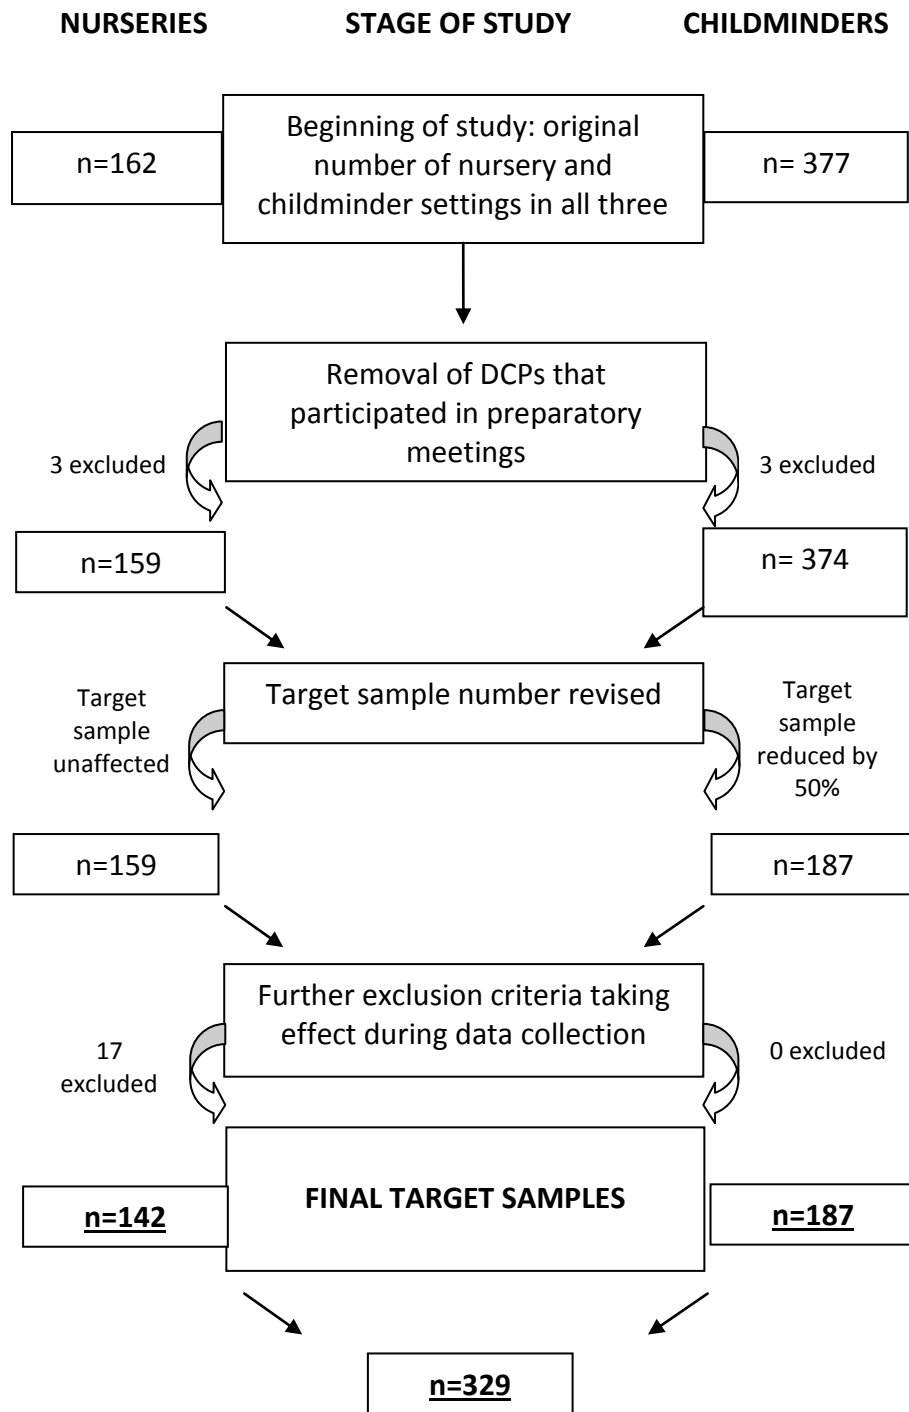 NURSERIES STAGE OF STUDY CHILDMINDERS
Beginning of study: original
number of nursery and
childminder settings in all three
n=162
n= 377
Removal of DCPs that
participated in preparatory
meetings
3 excluded
3 excluded
n=159
n= 374
Target sample number revised
Target
sample
unaffected
Target
sample
reduced by
50%
n=159
n=187
Further exclusion criteria taking
effect during data collection
17
excluded
0 excluded
FINAL TARGET SAMPLES
n=142
n=187
n=329